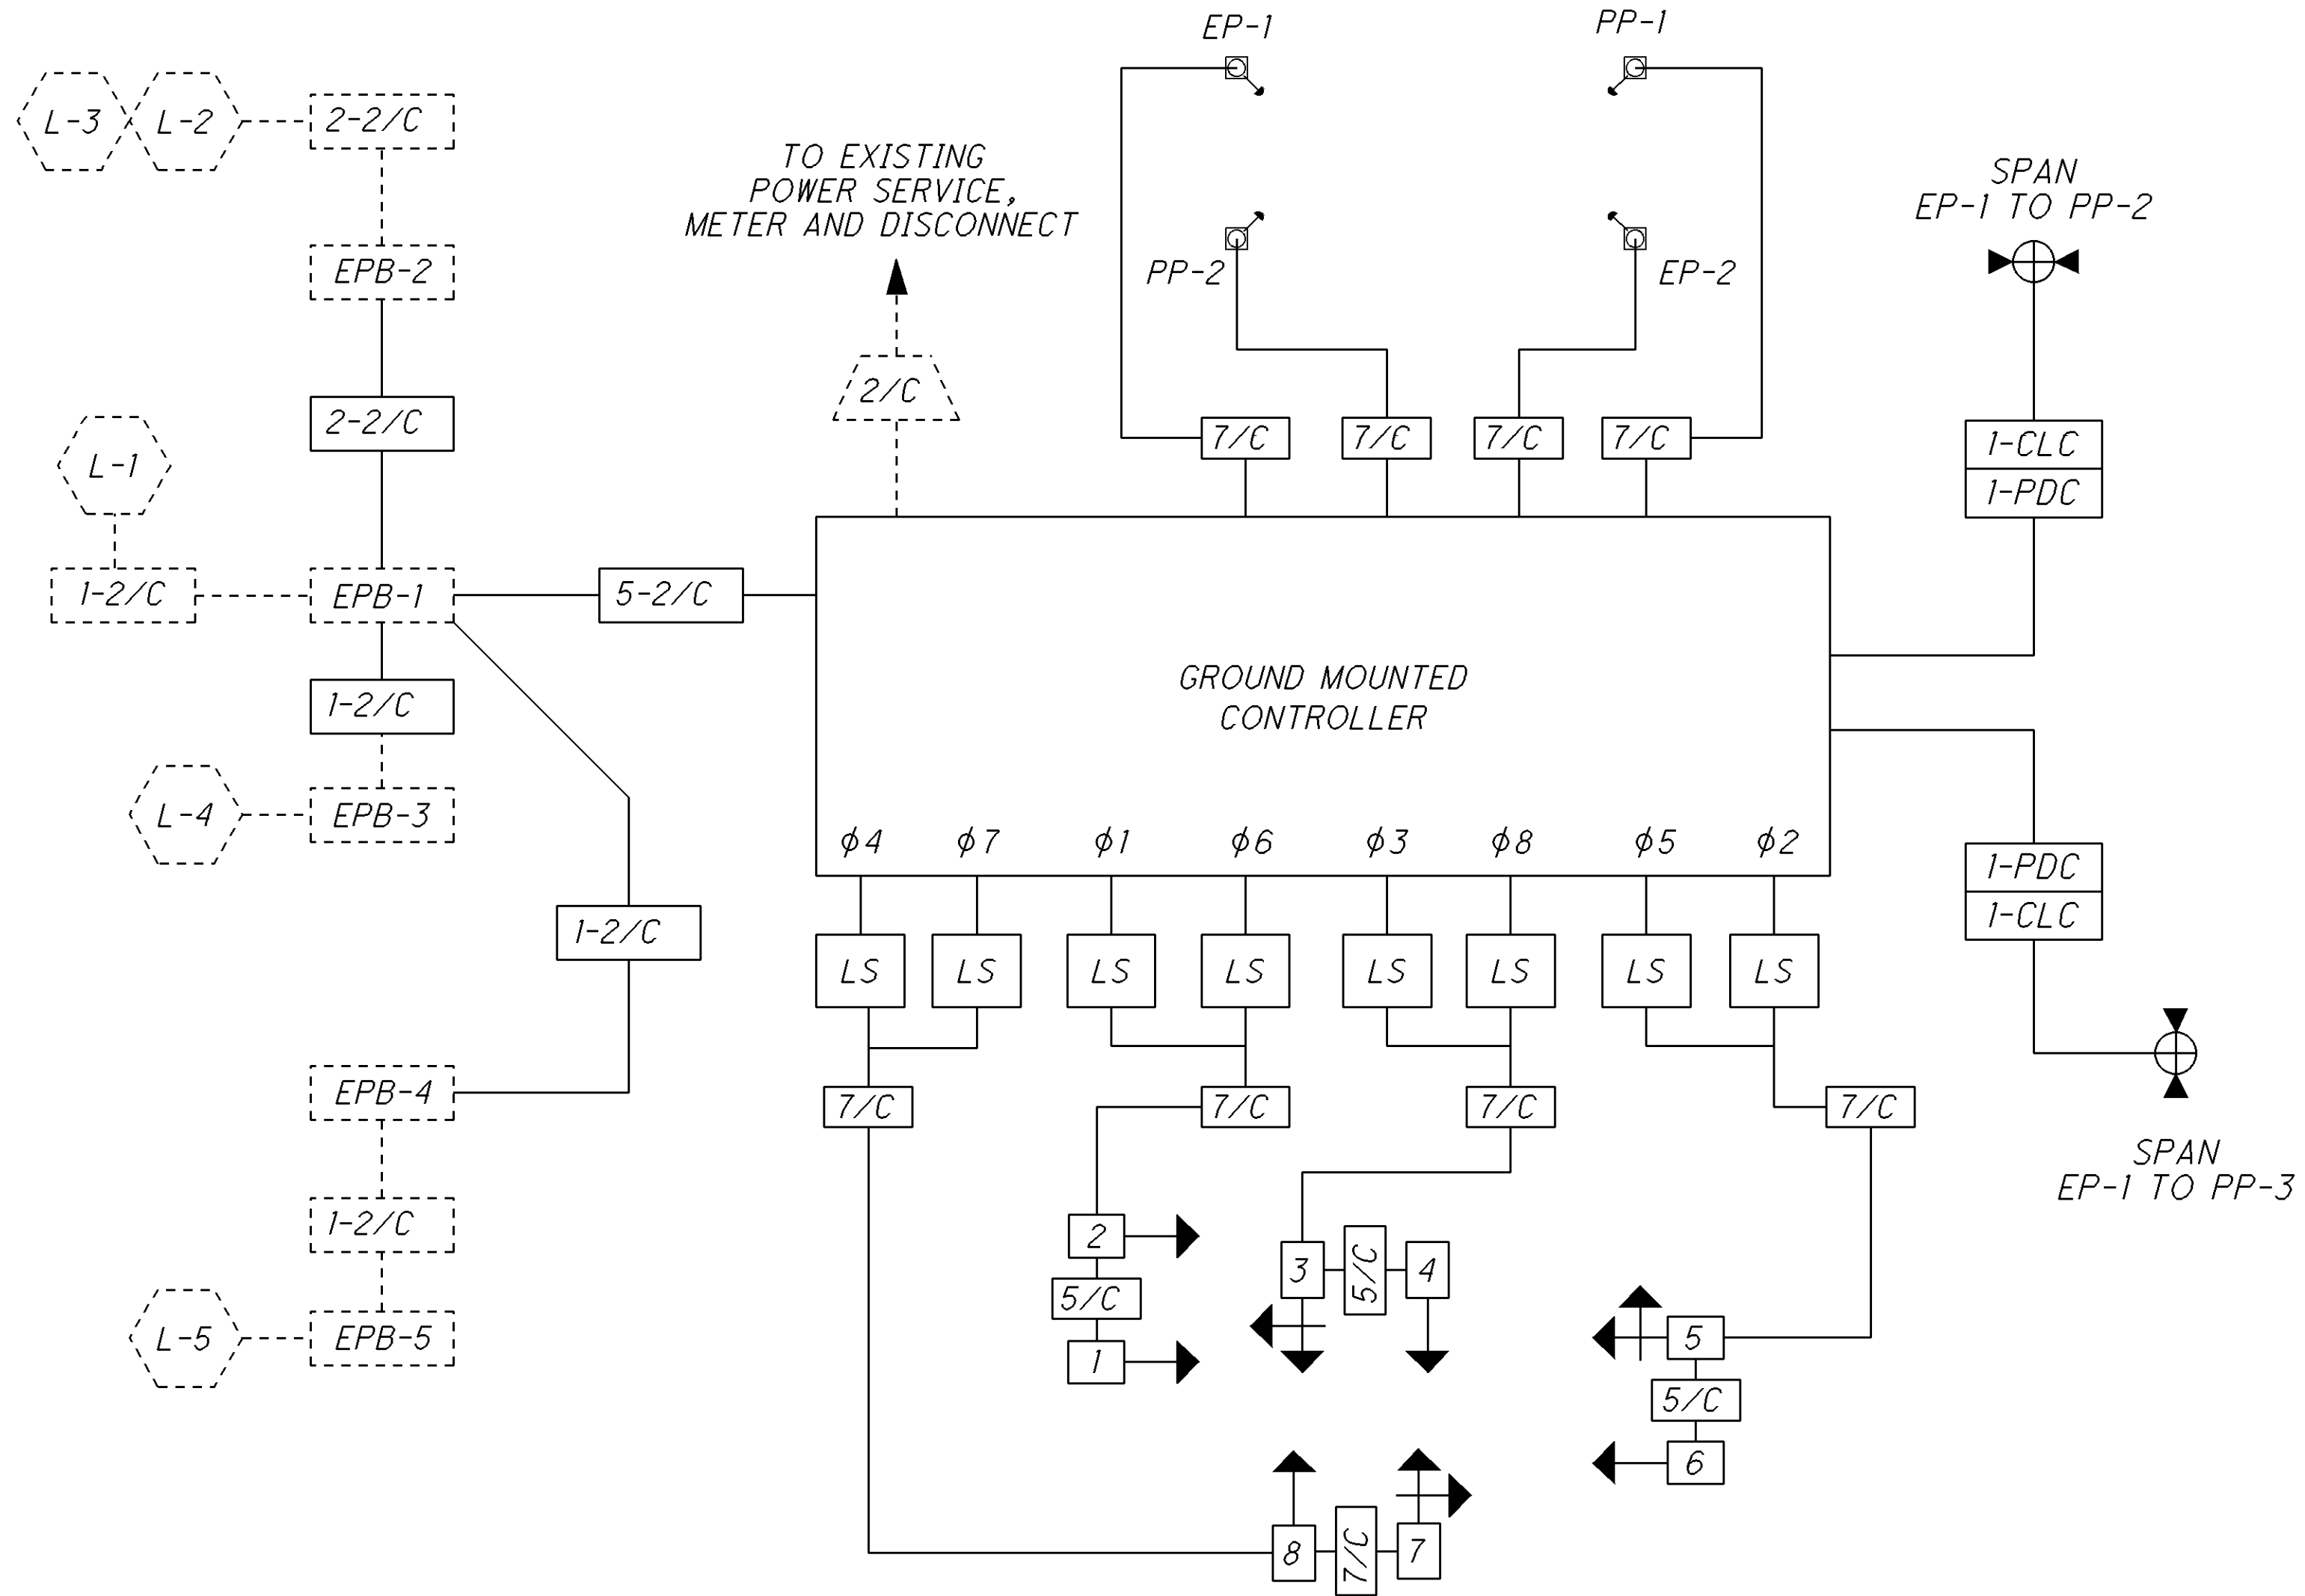 EP-1
PP-1
L-3
L-2
2-2/C
TO EXISTING
POWER SERVICE,
METER AND DISCONNECT
SPAN
EP-1 TO PP-2
EPB-2
PP-2
EP-2
2/C
2-2/C
7/C
7/C
7/C
7/C
1-CLC
1-PDC
L-1
1-2/C
EPB-1
5-2/C
GROUND MOUNTED
CONTROLLER
1-2/C
L-4
EPB-3
ϕ4
ϕ7
ϕ1
ϕ6
ϕ3
ϕ8
ϕ5
ϕ2
1-PDC
1-CLC
1-2/C
LS
LS
LS
LS
LS
LS
LS
LS
EPB-4
7/C
7/C
7/C
7/C
SPAN
EP-1 TO PP-3
1-2/C
2
5/C
1
3
5/C
4
L-5
EPB-5
5
5/C
6
8
7/C
7